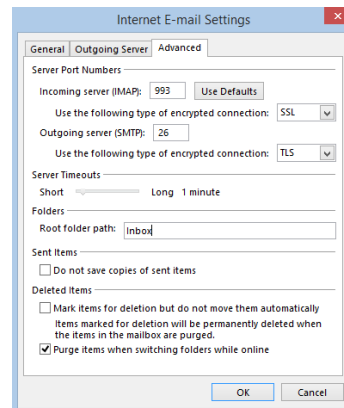 Internet E-mail Settings
General Outgoing Server Advanced
Server Port Numbers
Incoming server (IMAP): 993 Use Defaults
Use the following type of encrypted connection: SSL
Outgoing server (SMTP): 26
Use the following type of encrypted connection: TLS
Server Timeouts
Short Long 1 minute
Folders
Root folder path: Inbox
Sent Items
Do not save copies of sent items
Deleted Items
Mark items for deletion but do not move them automatically
Items marked for deletion will be permanently deleted when
the items in the mailbox are purged.
Purge items when switching folders while online
OK Cancel